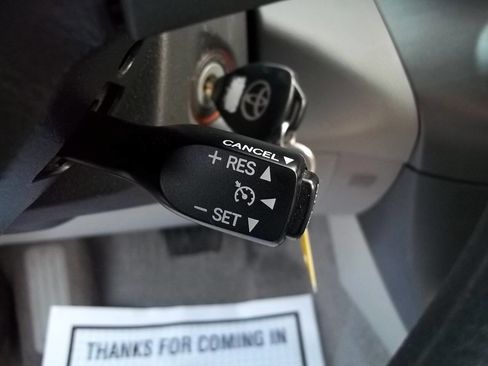 CANCEL
+ RES
- SET
THANKS FOR COMING IN